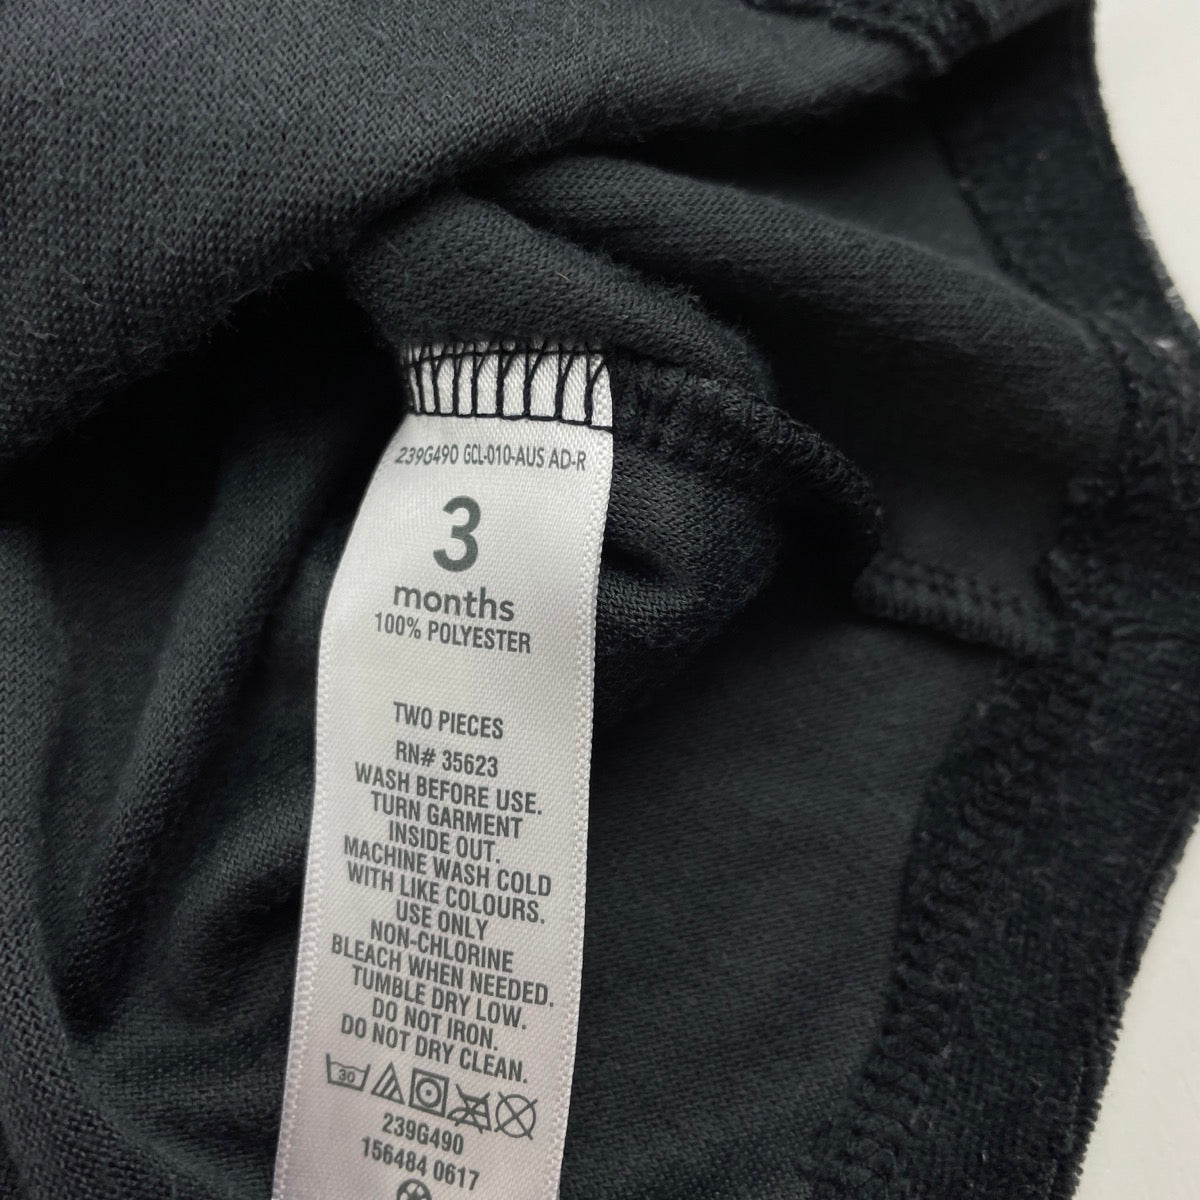 239G490 GCL-010-AUS AD-R
3
months
100% POLYESTER
TWO PIECES
RN# 35623
WASH BEFORE USE.
TURN GARMENT
INSIDE OUT.
MACHINE WASH COLD
WITH LIKE COLOURS.
USE ONLY
NON-CHLORINE
BLEACH WHEN NEEDED.
TUMBLE DRY LOW.
DO NOT IRON.
DO NOT DRY CLEAN.
30
239G490
156484 0617